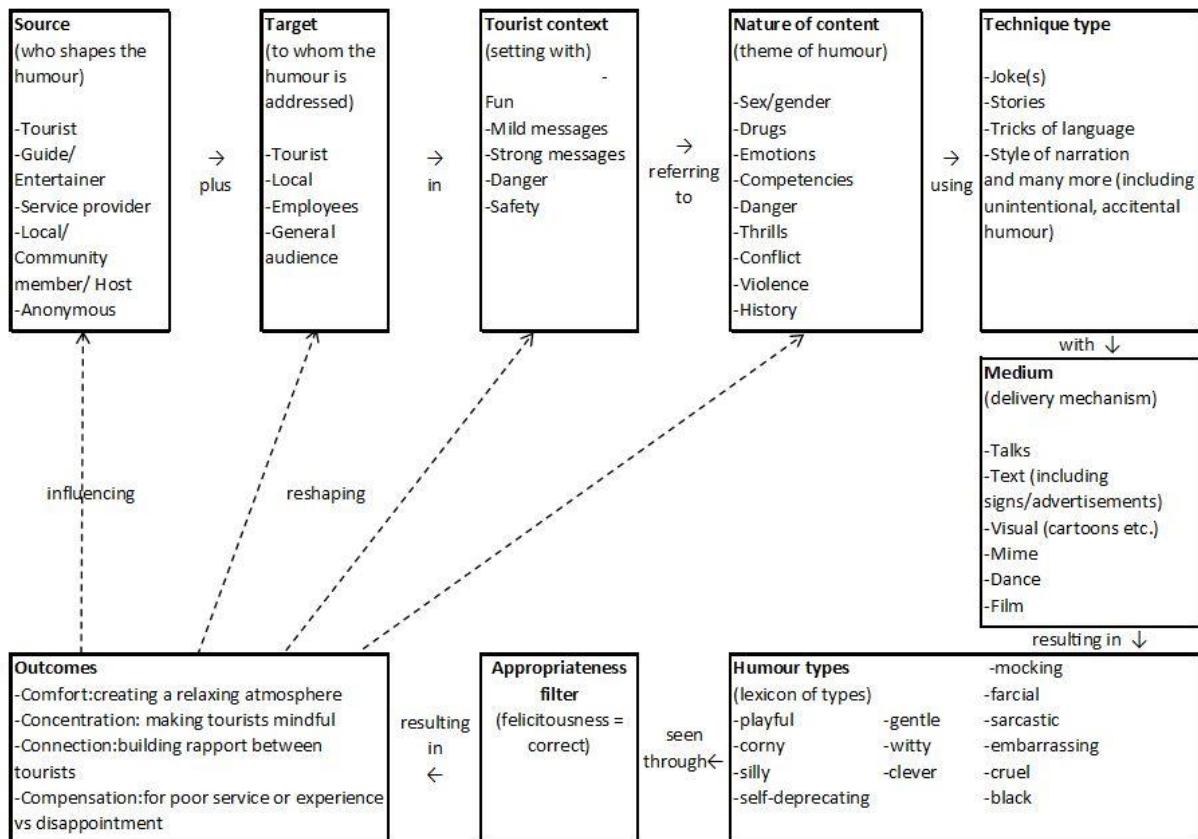 Source
(who shapes the
humour)
-Tourist
-Guide/
Entertainer
-Service provider
-Local/
Community
member/ Host
-Anonymous
→
plus
Target
(to whom the
humour is
addressed)
-Tourist
-Local
-Employees
-General
audience
→
in
Tourist context
(setting with)
-
Fun
-Mild messages
-Strong messages
-Danger
-Safety
→
referring
to
Nature of content
(theme of humour)
-Sex/gender
-Drugs
-Emotions
-Competencies
-Danger
-Thrills
-Conflict
-Violence
-History
→
using
Technique type
-Joke(s)
-Stories
-Tricks of language
-Style of narration
and many more (including
unintentional, accitental
humour)
with ↓
Medium
(delivery mechanism)
-Talks
-Text (including
signs/advertisements)
-Visual (cartoons etc.)
-Mime
-Dance
-Film
resulting in ↓
Humour types
(lexicon of types)
-playful
-corny
-silly
-self-deprecating
-gentle
-witty
-clever
-mocking
-farcial
-sarcastic
-embarrassing
-cruel
-black
seen
through←
Appropriateness
filter
(felicitousness =
correct)
resulting
in
←
Outcomes
-Comfort:creating a relaxing atmosphere
-Concentration: making tourists mindful
-Connection:building rapport between
tourists
-Compensation:for poor service or experience
vs disappointment
influencing
reshaping